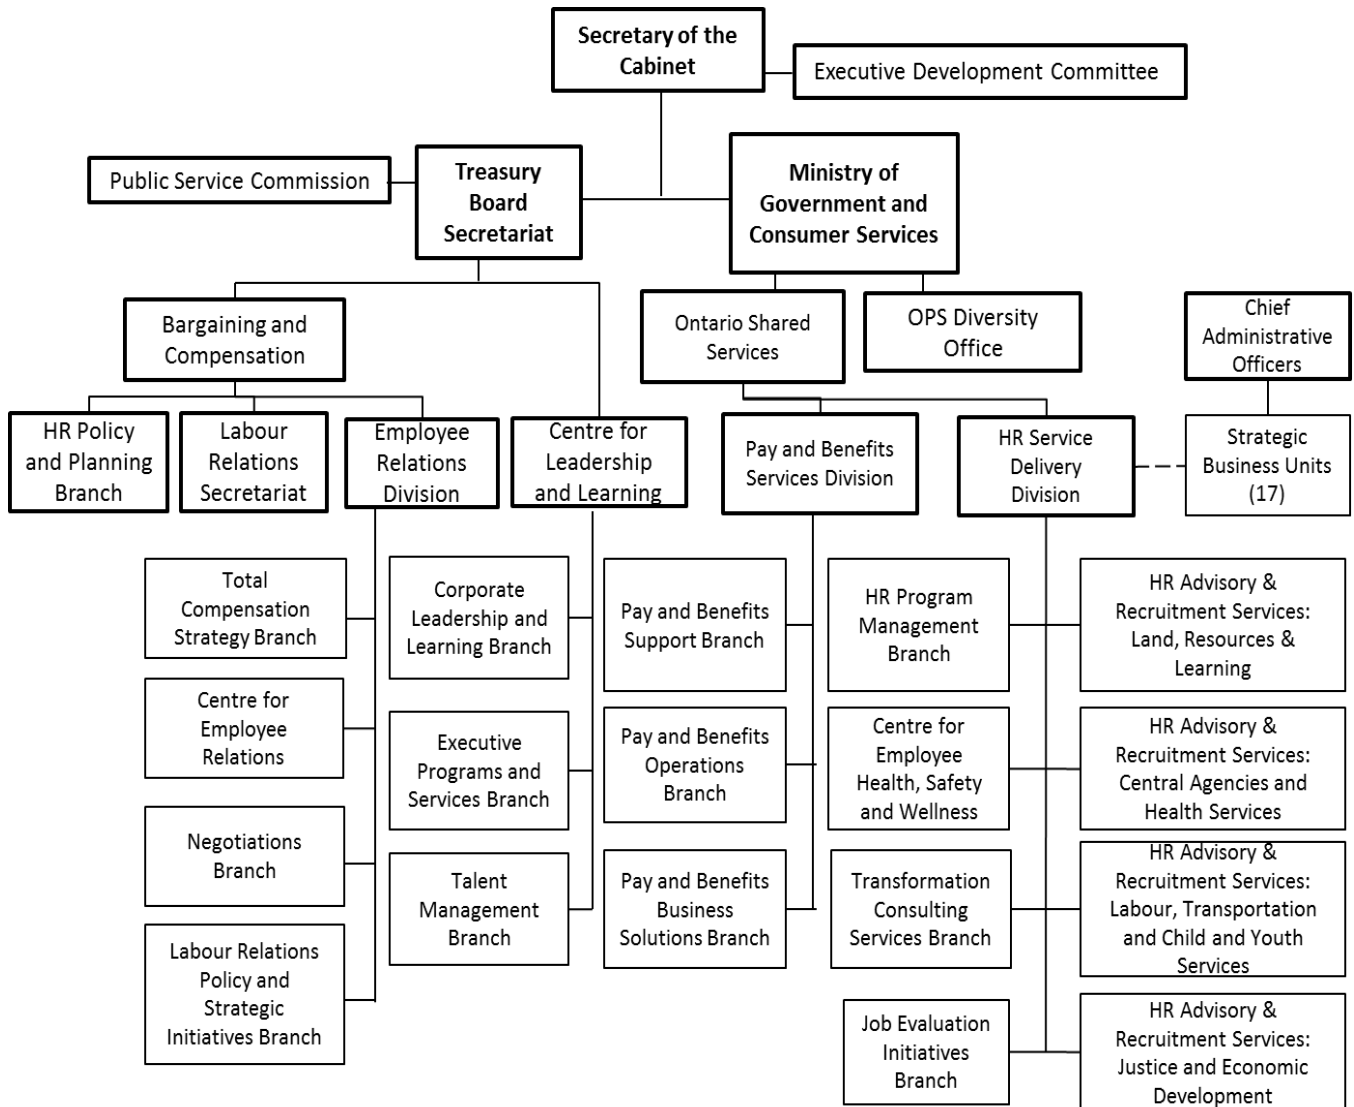 Secretary of the
Cabinet
Executive Development Committee
Public Service Commission
Treasury
Board
Secretariat
Ministry of
Government and
Consumer Services
Bargaining and
Compensation
Ontario Shared
Services
OPS Diversity
Office
Chief
Administrative
Officers
HR Policy
and Planning
Branch
Labour
Relations
Secretariat
Employee
Relations
Division
Centre for
Leadership
and Learning
Pay and Benefits
Services Division
HR Service
Delivery
Division
Strategic
Business Units
(17)
Total
Compensation
Strategy Branch
Corporate
Leadership and
Learning Branch
Pay and Benefits
Support Branch
HR Program
Management
Branch
HR Advisory &
Recruitment Services:
Land, Resources &
Learning
Centre for
Employee
Relations
Executive
Programs and
Services Branch
Pay and Benefits
Operations
Branch
Centre for
Employee
Health, Safety
and Wellness
HR Advisory &
Recruitment Services:
Central Agencies and
Health Services
Negotiations
Branch
Talent
Management
Branch
Pay and Benefits
Business
Solutions Branch
Transformation
Consulting
Services Branch
HR Advisory &
Recruitment Services:
Labour, Transportation
and Child and Youth
Services
Labour Relations
Policy and
Strategic
Initiatives Branch
Job Evaluation
Initiatives
Branch
HR Advisory &
Recruitment Services:
Justice and Economic
Development